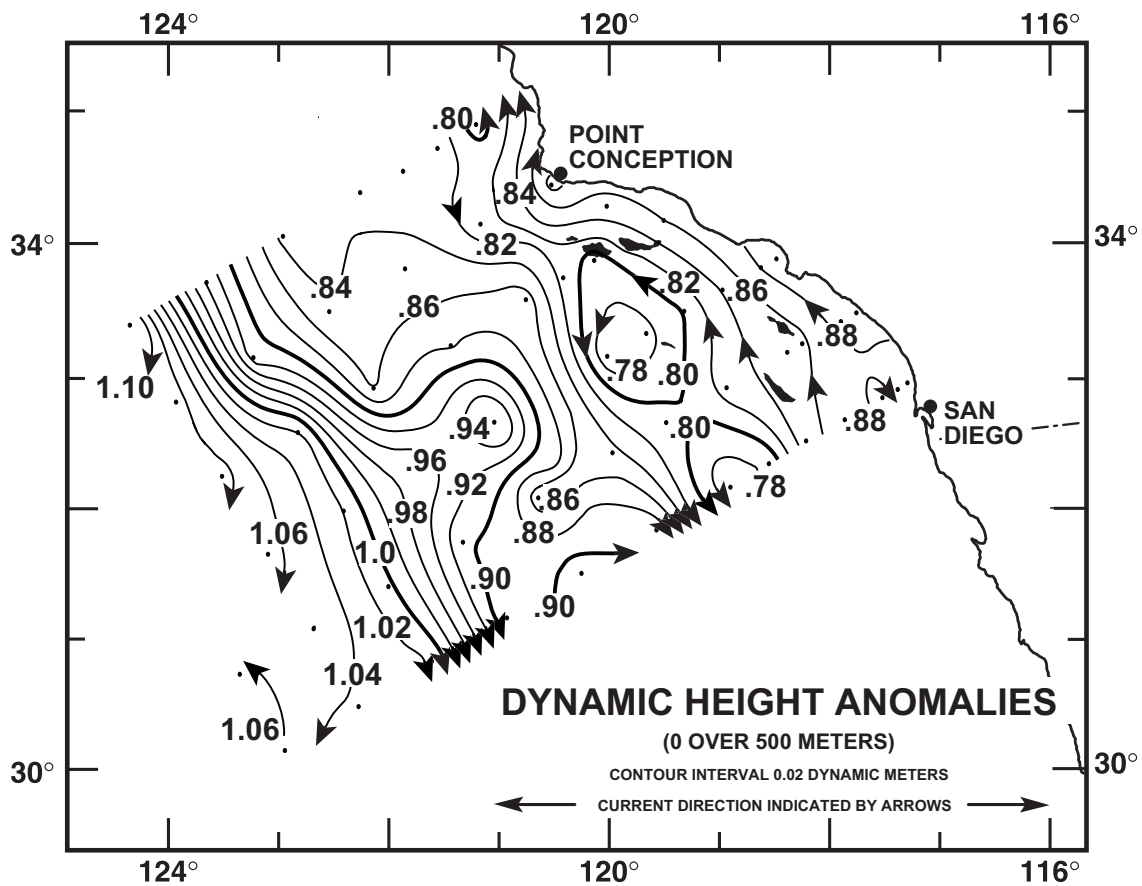 124° 120° 116°
.80
POINT
CONCEPTION
.84
34° .82 34°
.84 .82 .86
.86
.88
1.10 .78 .80
.94 .80 .88 SAN
DIEGO
.96
.92 .86 .78
.98
1.06 .88
1.0
.90
.90
1.02
1.04
DYNAMIC HEIGHT ANOMALIES
1.06
(0 OVER 500 METERS)
30° 30°
CONTOUR INTERVAL 0.02 DYNAMIC METERS
CURRENT DIRECTION INDICATED BY ARROWS
124° 120° 116°